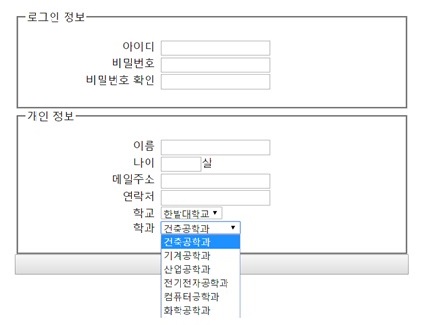 로그인 정보
아이디
비밀번호
비밀번호 확인
개인 정보
이름
나이 살
메일주소
연락처
학교 한밭대학교
학과 건축공학과
건축공학과
기계공학과
산업공학과
전기전자공학과
컴퓨터공학과
화학공학과